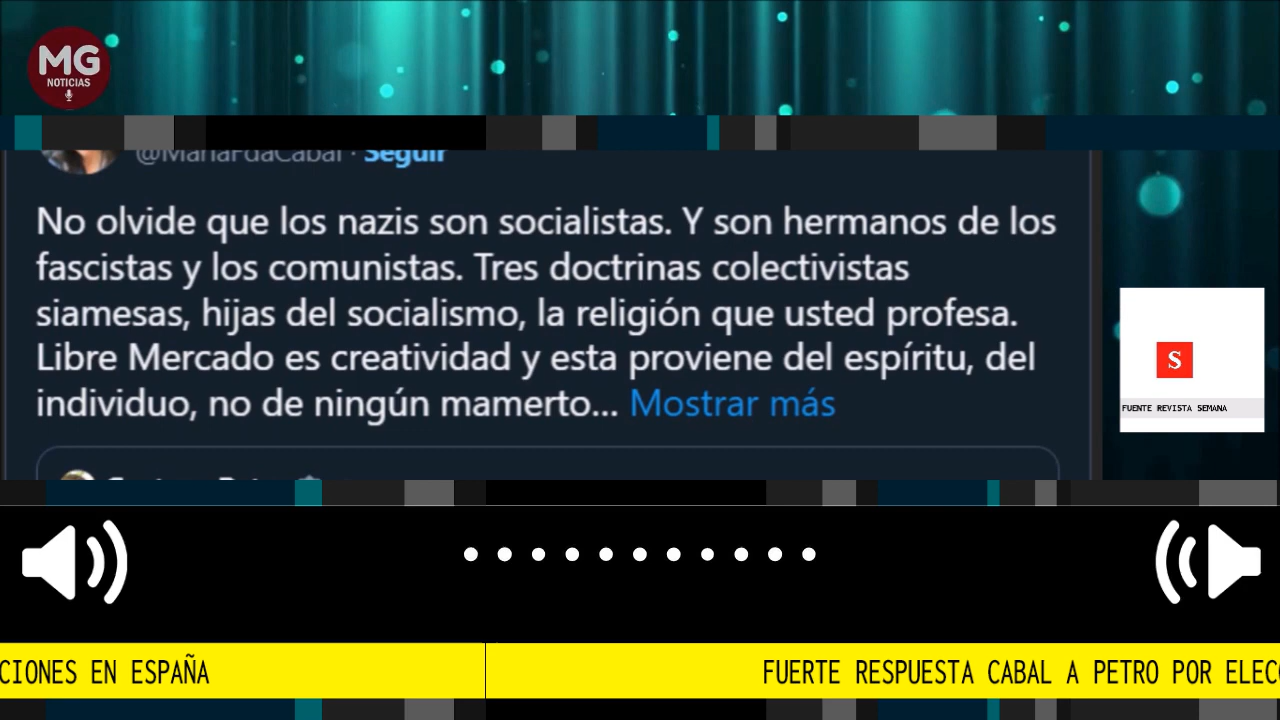 MG
NOTICIAS
@MariaFdaCabal · Seguir
No olvide que los nazis son socialistas. Y son hermanos de los
fascistas y los comunistas. Tres doctrinas colectivistas
siamesas, hijas del socialismo, la religión que usted profesa.
Libre Mercado es creatividad y esta proviene del espíritu, del
individuo, no de ningún mamerto... Mostrar más
S
FUENTE REVISTA SEMANA
CIONES EN ESPAÑA
FUERTE RESPUESTA CABAL A PETRO POR ELEC